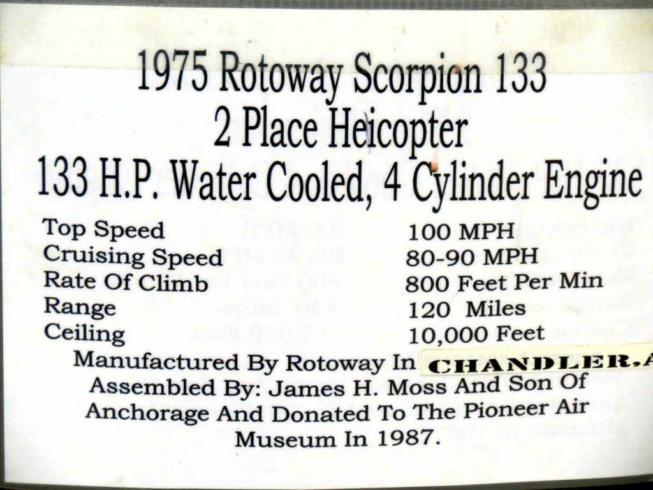 1975 Rotoway Scorpion 133
2 Place Heicopter
133 H.P. Water Cooled, 4 Cylinder Engine
Top Speed 100 MPH
Cruising Speed 80-90 MPH
Rate Of Climb 800 Feet Per Min
Range 120 Miles
Ceiling 10,000 Feet
Manufactured By Rotoway In CHANDLER.A
Assembled By: James H. Moss And Son Of
Anchorage And Donated To The Pioneer Air
Museum In 1987.